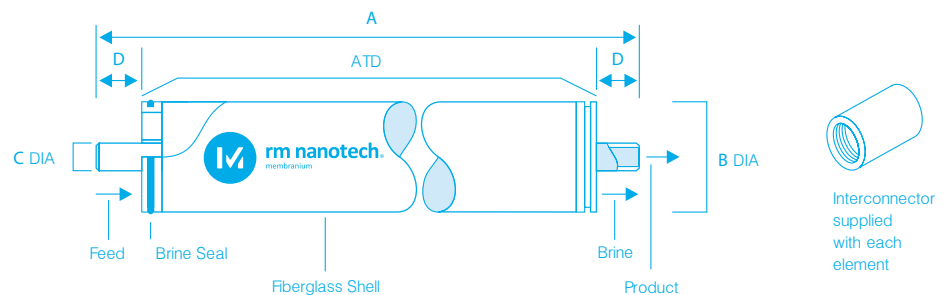 A
D
ATD
D
C DIA
rm nanotech®
membranium
B DIA
Feed
Brine Seal
Fiberglass Shell
Brine
Product
Interconnector
supplied
with each
element